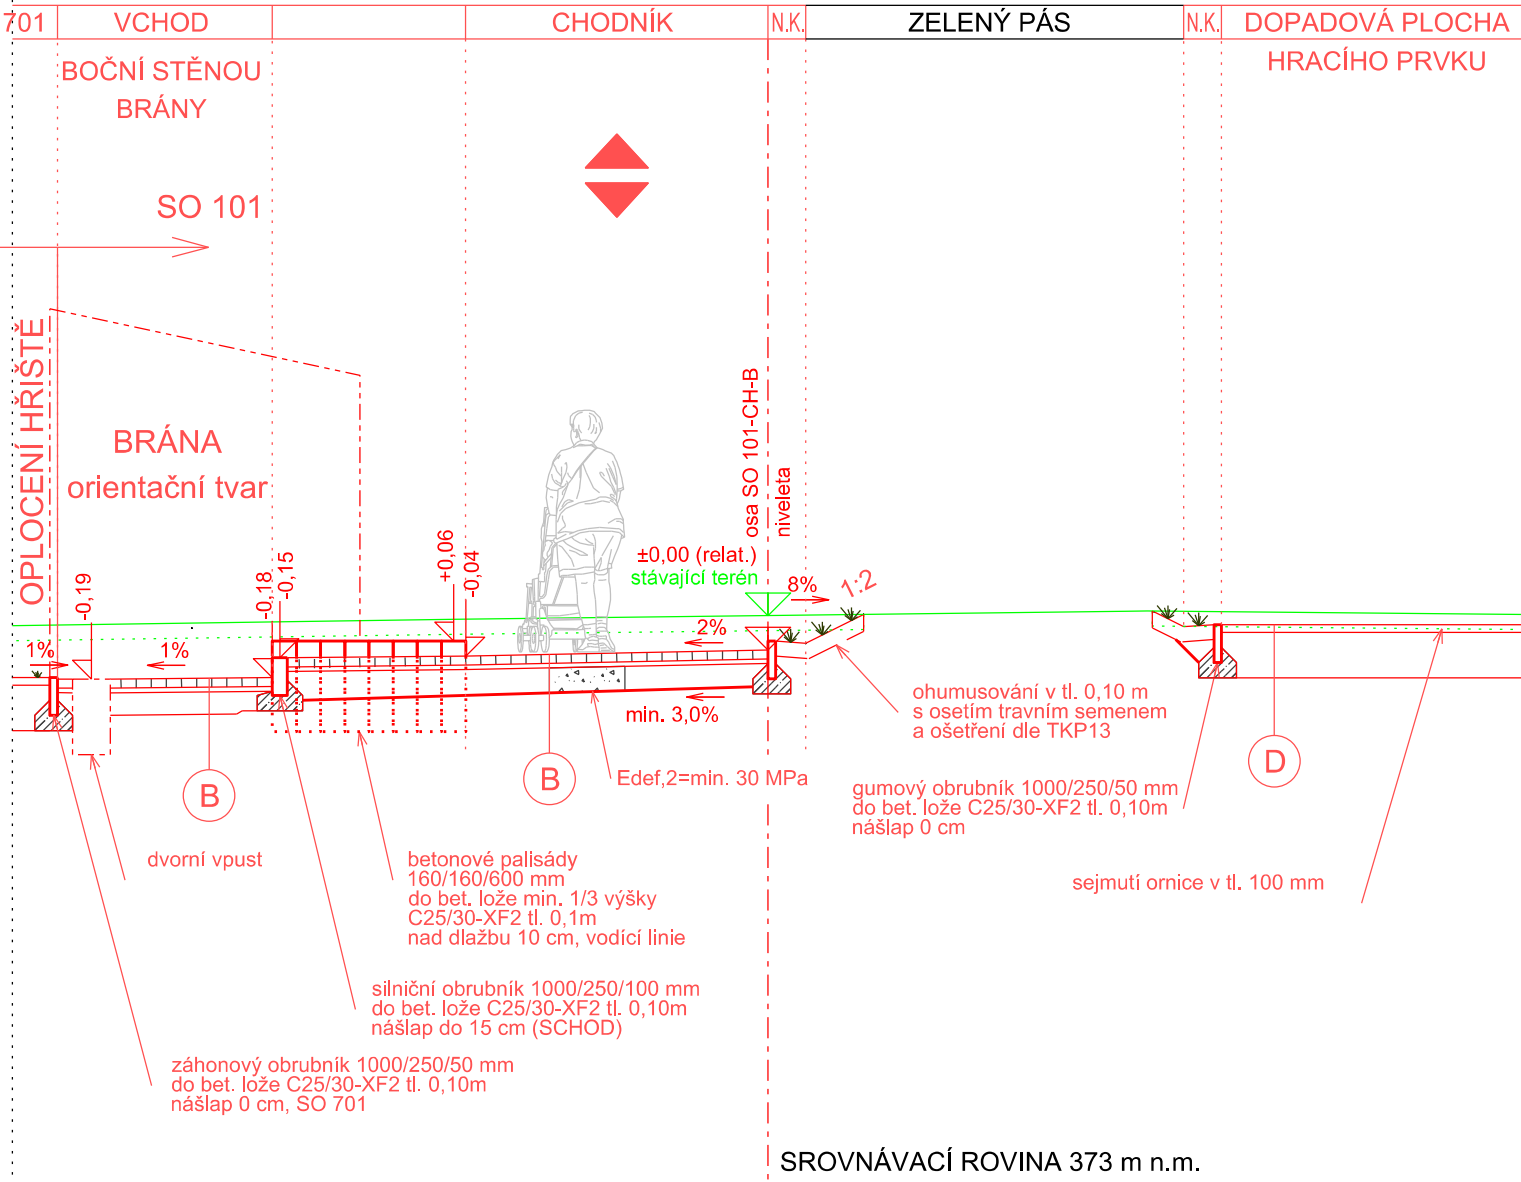 701
VCHOD
CHODNÍK
N.K.
ZELENÝ PÁS
N.K.
DOPADOVÁ PLOCHA
HRACÍHO PRVKU
BOČNÍ STĚNOU
BRÁNY
SO 101
OPLOCENÍ HŘIŠTĚ
BRÁNA
orientační tvar
osa SO 101-CH-B
niveleta
±0,00 (relat.)
stávající terén
-0,19
-0,18
-0,15
+0,06
-0,04
8%
1:2
2%
1%
1%
min. 3,0%
B
B
D
Edef,2=min. 30 MPa
ohumusování v tl. 0,10 m
s osetím travním semenem
a ošetření dle TKP13
gumový obrubník 1000/250/50 mm
do bet. lože C25/30-XF2 tl. 0,10m
nášlap 0 cm
sejmutí ornice v tl. 100 mm
dvorní vpust
betonové palisády
160/160/600 mm
do bet. lože min. 1/3 výšky
C25/30-XF2 tl. 0,1m
nad dlažbu 10 cm, vodící linie
silniční obrubník 1000/250/100 mm
do bet. lože C25/30-XF2 tl. 0,10m
nášlap do 15 cm (SCHOD)
záhonový obrubník 1000/250/50 mm
do bet. lože C25/30-XF2 tl. 0,10m
nášlap 0 cm, SO 701
SROVNÁVACÍ ROVINA 373 m n.m.